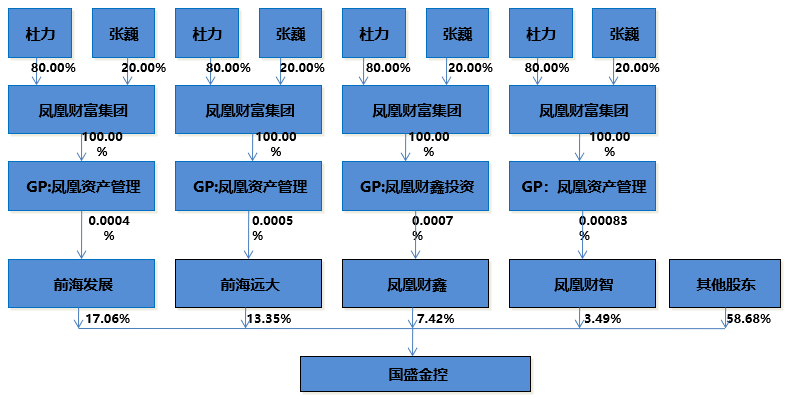 杜力 张巍 杜力 张巍 杜力 张巍 杜力 张巍
80.00% 20.00% 80.00% 20.00% 80.00% 20.00% 80.00% 20.00%
凤凰财富集团 凤凰财富集团 凤凰财富集团 凤凰财富集团
100.00% 100.00% 100.00% 100.00%
GP:凤凰资产管理 GP:凤凰资产管理 GP:凤凰财鑫投资 GP：凤凰资产管理
0.0004% 0.0005% 0.0007% 0.00083%
前海发展 前海远大 凤凰财鑫 凤凰财智 其他股东
17.06% 13.35% 7.42% 3.49% 58.68%
国盛金控